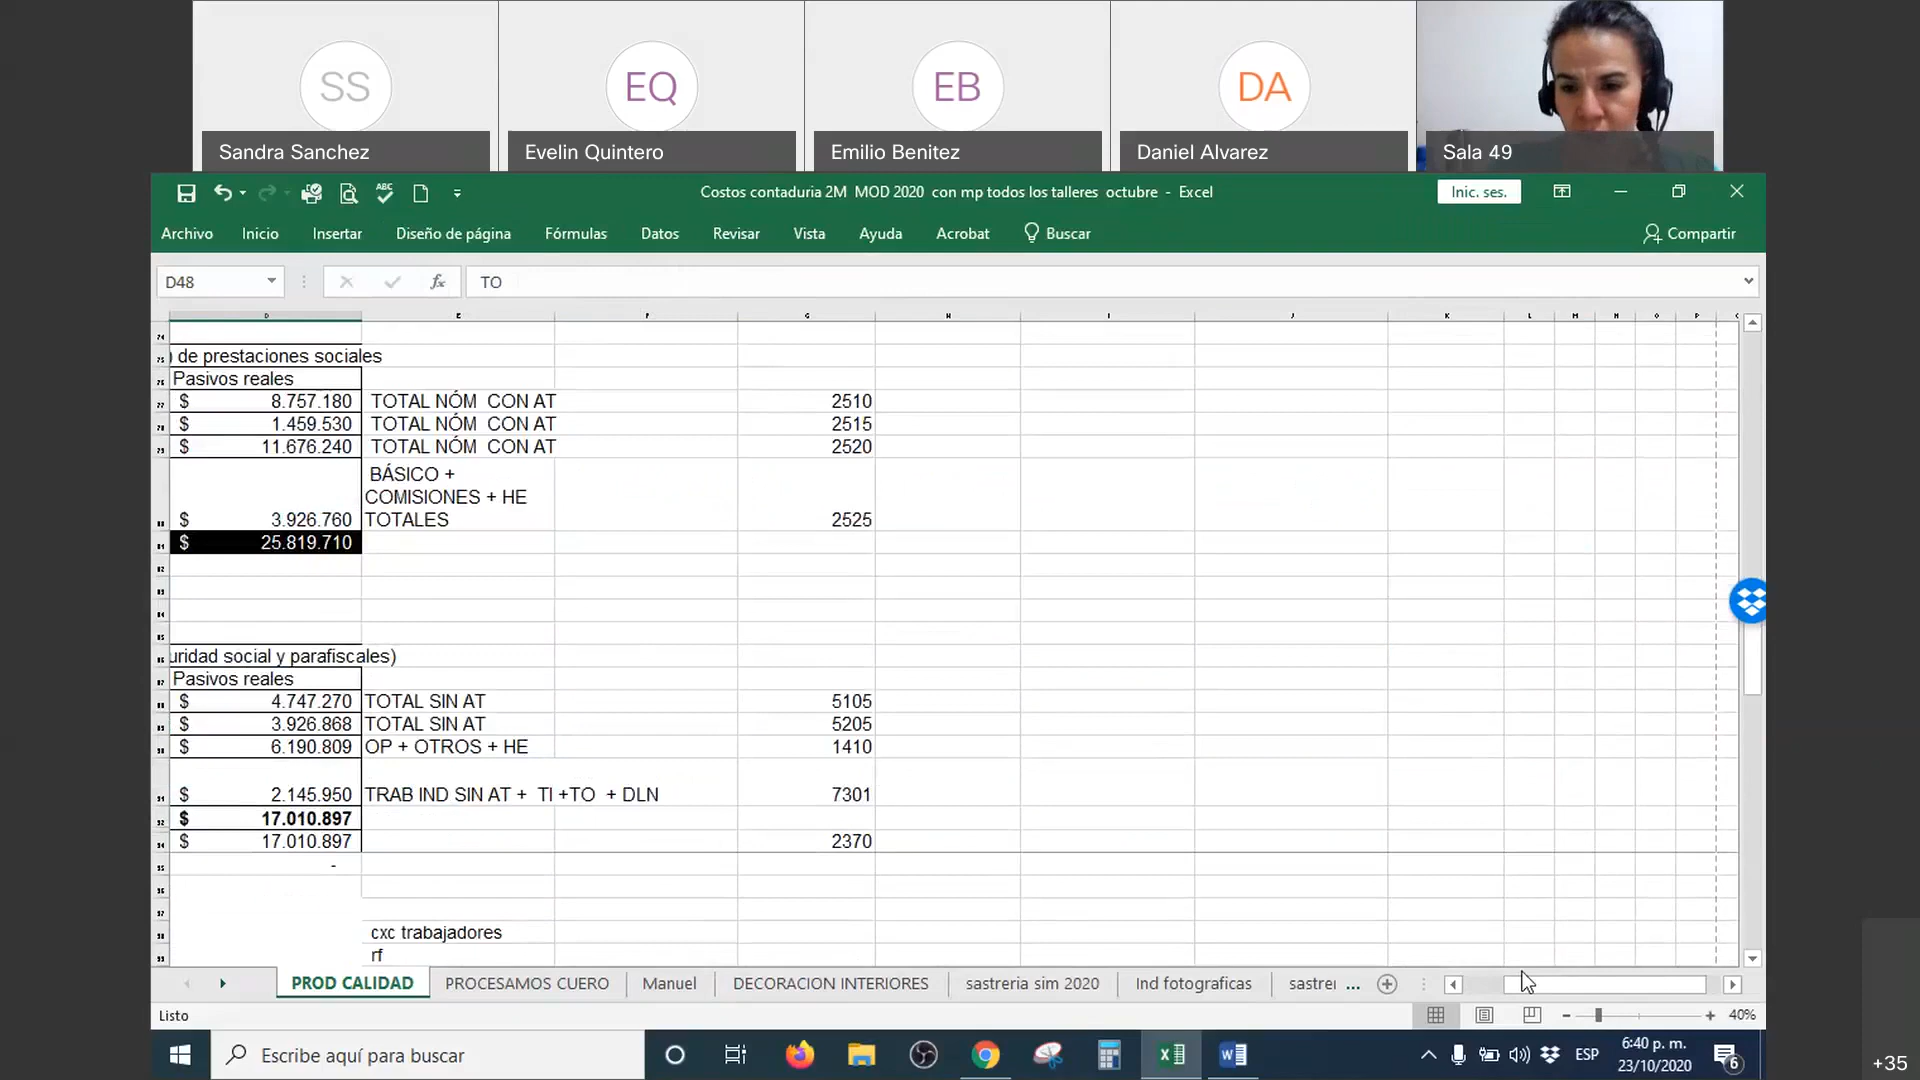 SS
EQ
EB
DA
Sandra Sanchez
Evelin Quintero
Emilio Benitez
Daniel Alvarez
Sala 49
Costos contaduria 2M MOD 2020 con mp todos los talleres octubre - Excel
Inic. ses.
Archivo
Inicio
Insertar
Diseño de página
Fórmulas
Datos
Revisar
Vista
Ayuda
Acrobat
Buscar
Compartir
D48
fx
TO
de prestaciones sociales
Pasivos reales
$ 8.757.180 TOTAL NÓM CON AT 2510
$ 1.459.530 TOTAL NÓM CON AT 2515
$ 11.676.240 TOTAL NÓM CON AT 2520
BÁSICO +
COMISIONES + HE
$ 3.926.760 TOTALES 2525
$ 25.819.710
uridad social y parafiscales)
Pasivos reales
$ 4.747.270 TOTAL SIN AT 5105
$ 3.926.868 TOTAL SIN AT 5205
$ 6.190.809 OP + OTROS + HE 1410
$ 2.145.950 TRAB IND SIN AT + TI +TO + DLN 7301
$ 17.010.897
$ 17.010.897 2370
-
cxc trabajadores
rf
PROD CALIDAD
PROCESAMOS CUERO
Manuel
DECORACION INTERIORES
sastreria sim 2020
Ind fotograficas
sastrei ...
Listo
40%
Escribe aquí para buscar
ESP
6:40 p. m.
23/10/2020
6
+35